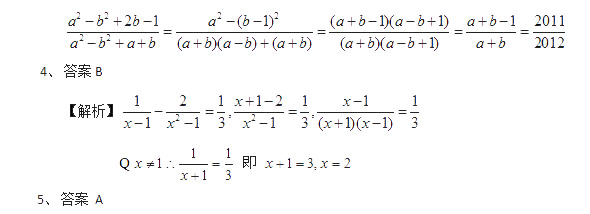 \frac{a^2-b^2+2b-1}{a^2-b^2+a+b}=\frac{a^2-(b-1)^2}{(a+b)(a-b)+(a+b)}=\frac{(a+b-1)(a-b+1)}{(a+b)(a-b+1)}=\frac{a+b-1}{a+b}=\frac{2011}{2012}
4、答案 B
【解析】\frac{1}{x-1}-\frac{2}{x^2-1}=\frac{1}{3},\frac{x+1-2}{x^2-1}=\frac{1}{3},\frac{x-1}{(x+1)(x-1)}=\frac{1}{3}
Q x≠1∴\frac{1}{x+1}=\frac{1}{3} 即 x+1=3,x=2
5、答案 A